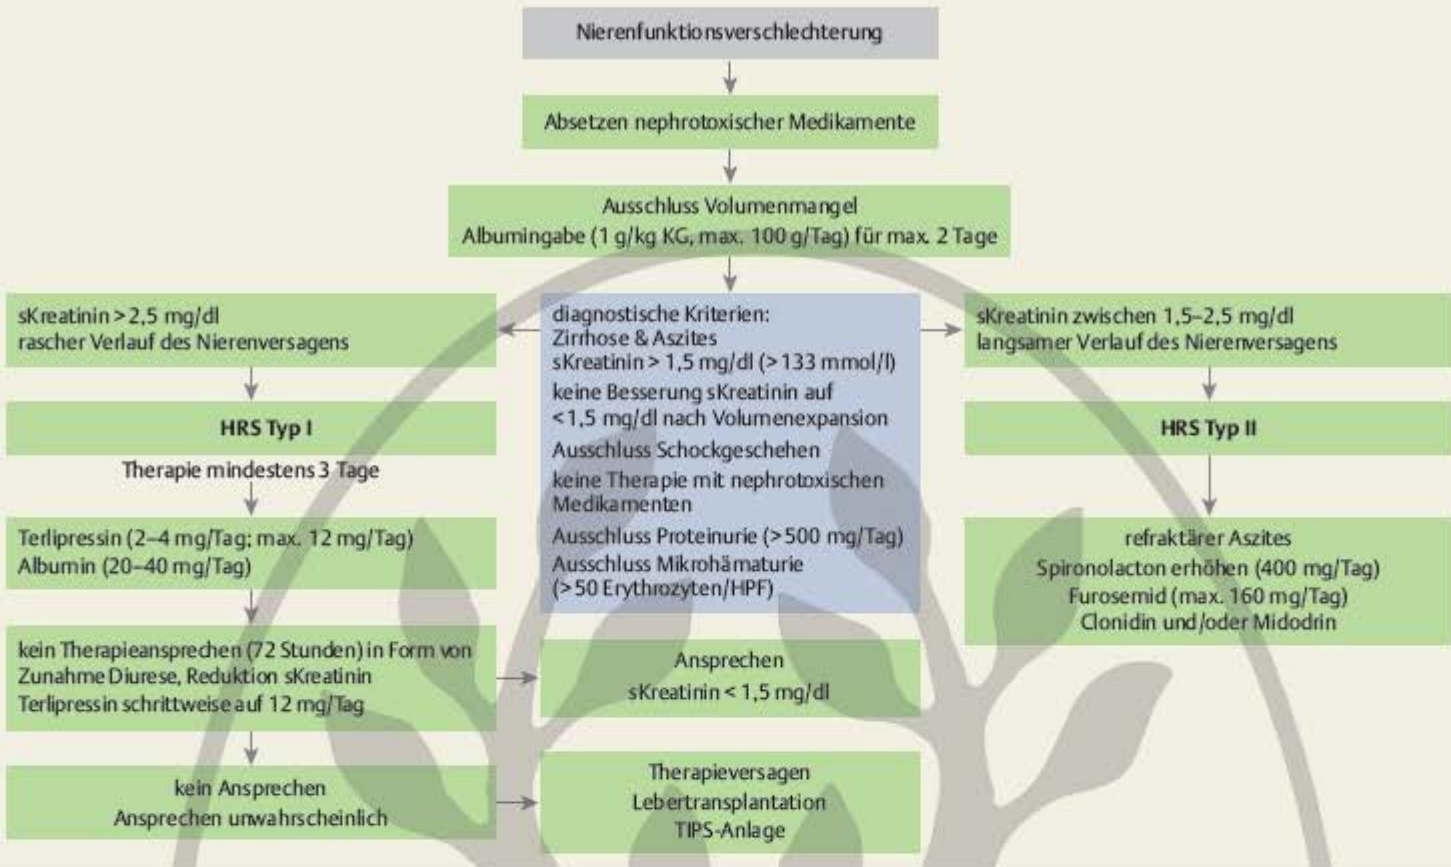 Nierenfunktionsverschlechterung
Absetzen nephrotoxischer Medikamente
Ausschluss Volumenmangel
Albumingabe (1 g/kg KG, max. 100 g/Tag) für max. 2 Tage
sKreatinin > 2,5 mg/dl
rascher Verlauf des Nierenversagens
HRS Typ I
Therapie mindestens 3 Tage
Terlipressin (2–4 mg/Tag; max. 12 mg/Tag)
Albumin (20–40 mg/Tag)
kein Therapieansprechen (72 Stunden) in Form von
Zunahme Diurese, Reduktion sKreatinin
Terlipressin schrittweise auf 12 mg/Tag
kein Ansprechen
Ansprechen unwahrscheinlich
diagnostische Kriterien:
Zirrhose & Aszites
sKreatinin > 1,5 mg/dl (> 133 mmol/l)
keine Besserung sKreatinin auf
< 1,5 mg/dl nach Volumenexpansion
Ausschluss Schockgeschehen
keine Therapie mit nephrotoxischen
Medikamenten
Ausschluss Proteinurie (> 500 mg/Tag)
Ausschluss Mikrohämaturie
(> 50 Erythrozyten/HPF)
Ansprechen
sKreatinin < 1,5 mg/dl
Therapieversagen
Lebertransplantation
TIPS-Anlage
sKreatinin zwischen 1,5–2,5 mg/dl
langsamer Verlauf des Nierenversagens
HRS Typ II
refraktärer Aszites
Spironolacton erhöhen (400 mg/Tag)
Furosemid (max. 160 mg/Tag)
Clonidin und/oder Midodrin